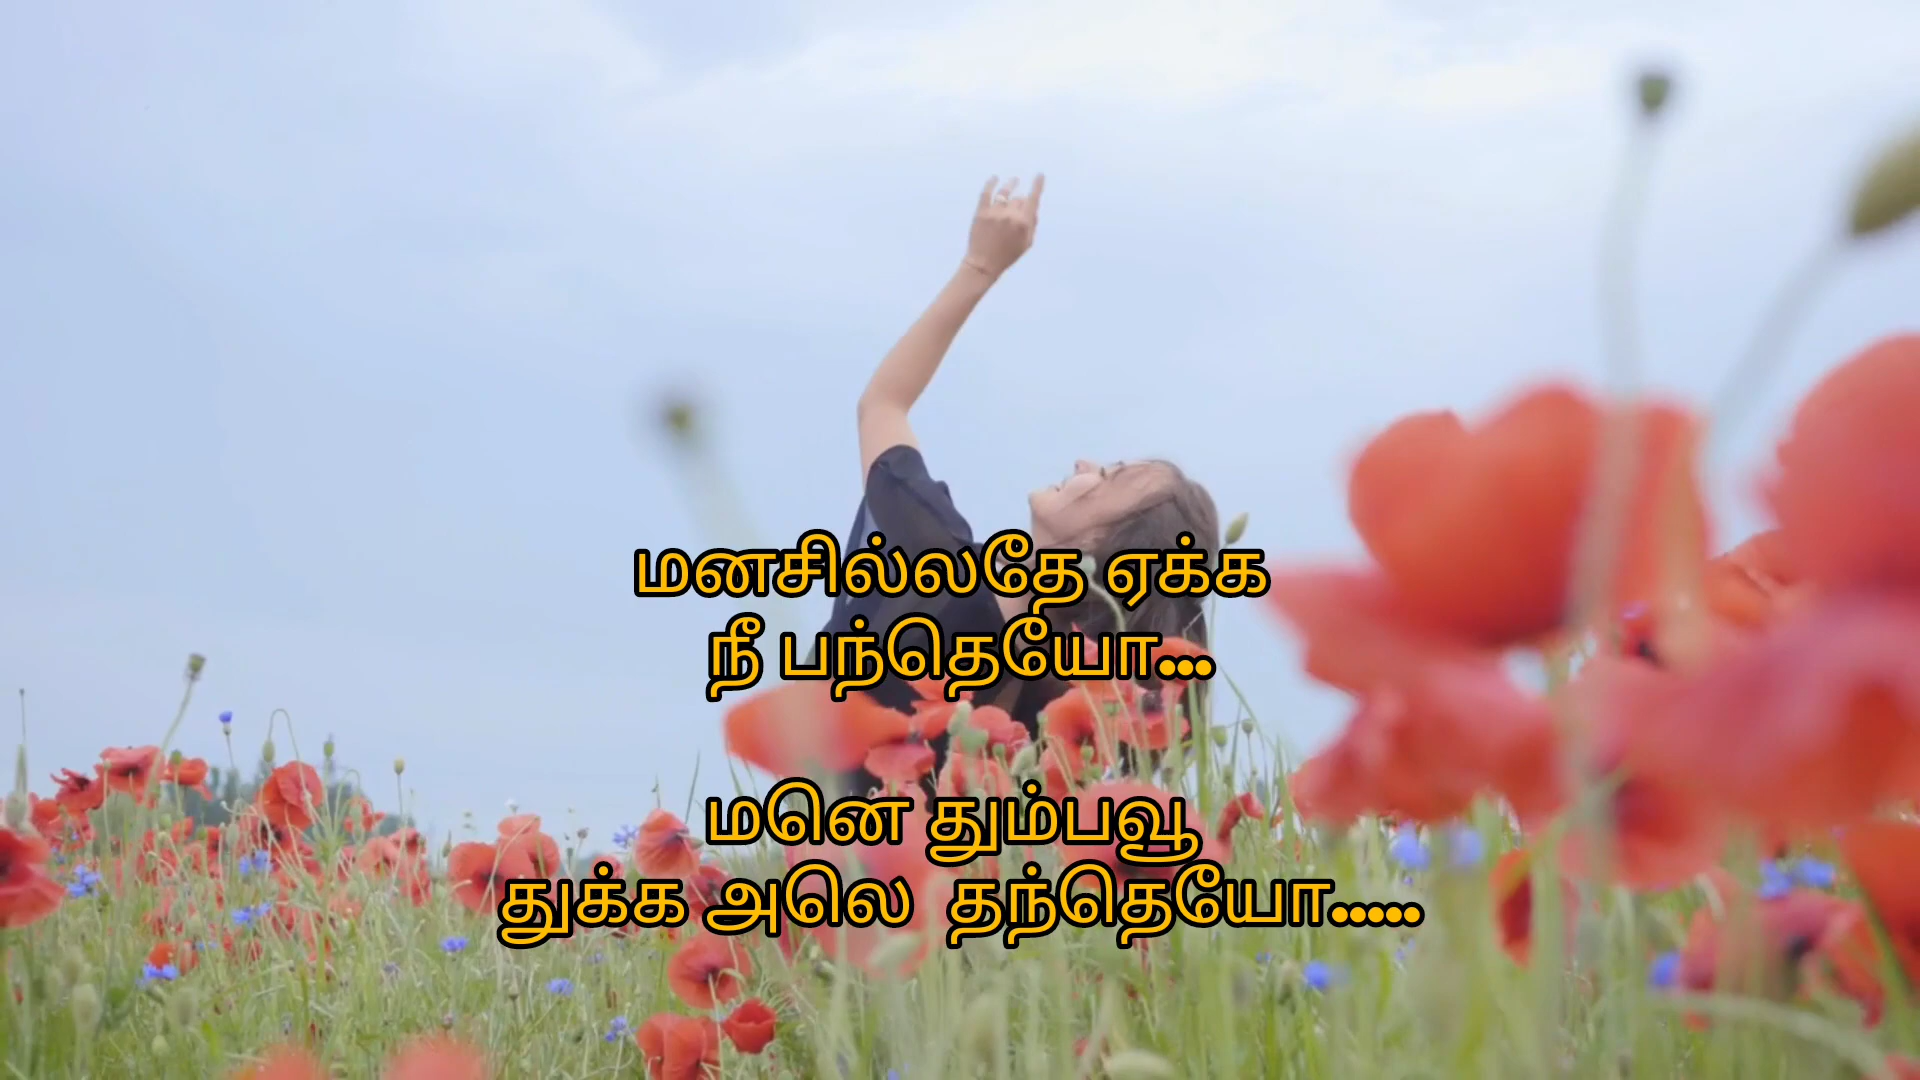 மனசில்லதே ஏக்க
நீ பந்தெயோ...
மனெ தும்பவூ
துக்க அலெ தந்தெயோ.....